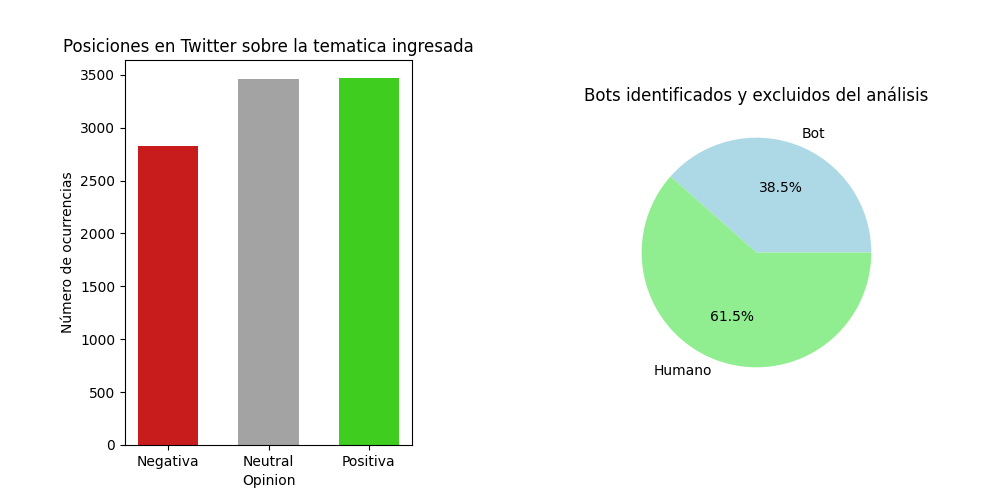 Posiciones en Twitter sobre la tematica ingresada
Número de ocurrencias
3500
3000
2500
2000
1500
1000
500
0
Negativa
Neutral
Positiva
Opinion
Bots identificados y excluidos del análisis
Bot
38.5%
61.5%
Humano